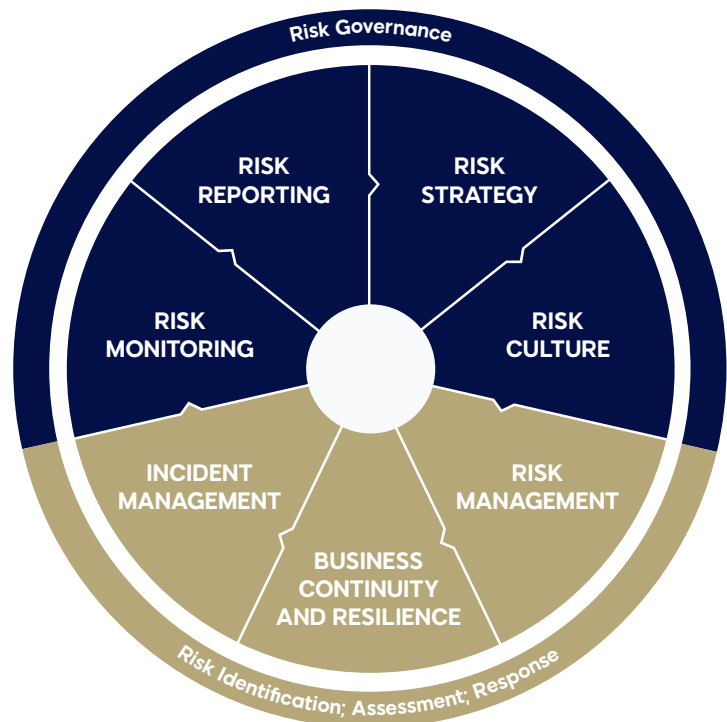 Risk Governance
RISK
REPORTING
RISK
STRATEGY
RISK
MONITORING
RISK
CULTURE
INCIDENT
MANAGEMENT
RISK
MANAGEMENT
BUSINESS
CONTINUITY
AND RESILIENCE
Risk Identification; Assessment; Response